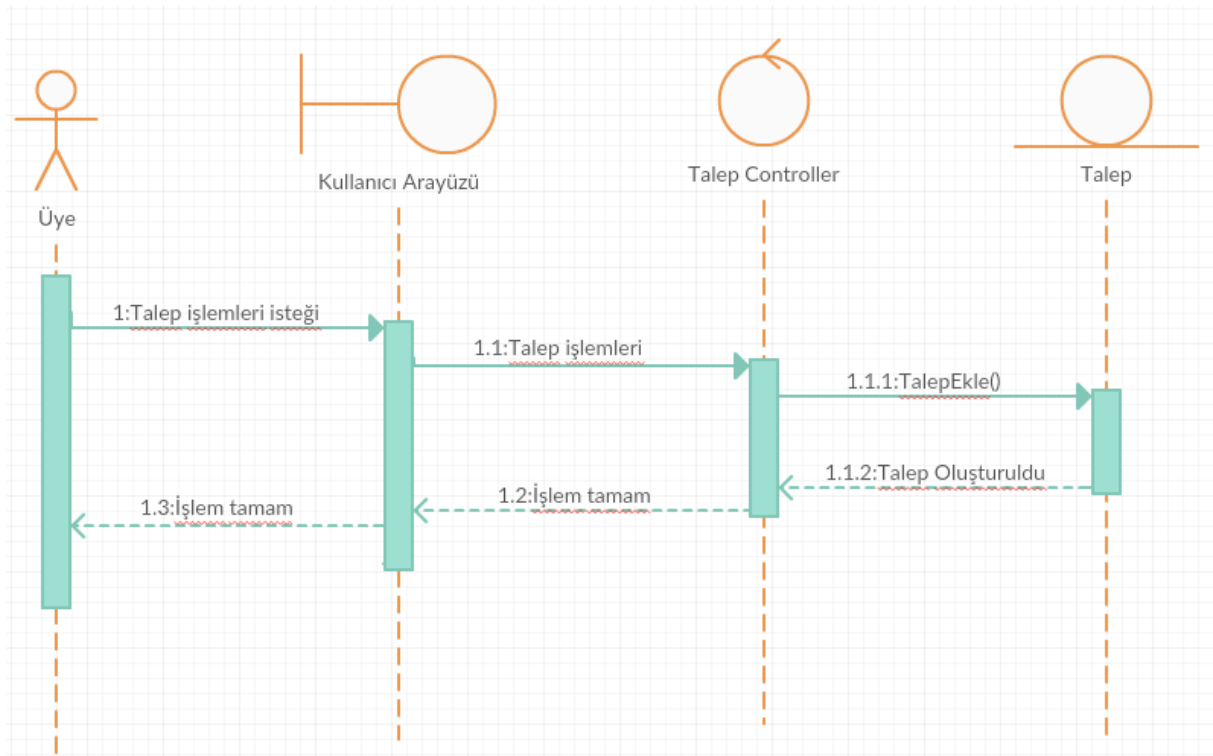 Kullanıcı Arayüzü
Talep Controller
Talep
Üye
1:Talep işlemleri isteği
1.1:Talep işlemleri
1.1.1:TalepEkle()
1.1.2:Talep Oluşturuldu
1.2:İşlem tamam
1.3:İşlem tamam